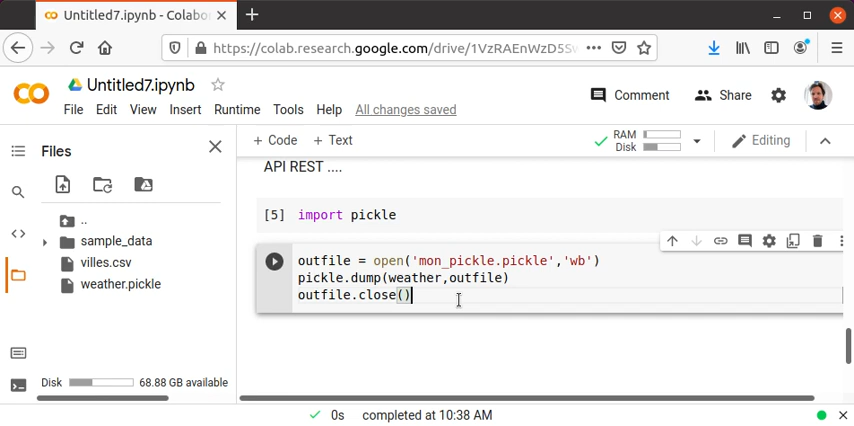 Untitled7.ipynb - Colabo
https://colab.research.google.com/drive/1VzRAEnWzD5Sw
Untitled7.ipynb
File Edit View Insert Runtime Tools Help All changes saved
Comment
Share
Files
+ Code + Text
RAM
Disk
Editing
..
sample_data
villes.csv
weather.pickle
API REST ....
[5] import pickle
outfile = open('mon_pickle.pickle','wb')
pickle.dump(weather,outfile)
outfile.close()
Disk 68.88 GB available
0s completed at 10:38 AM